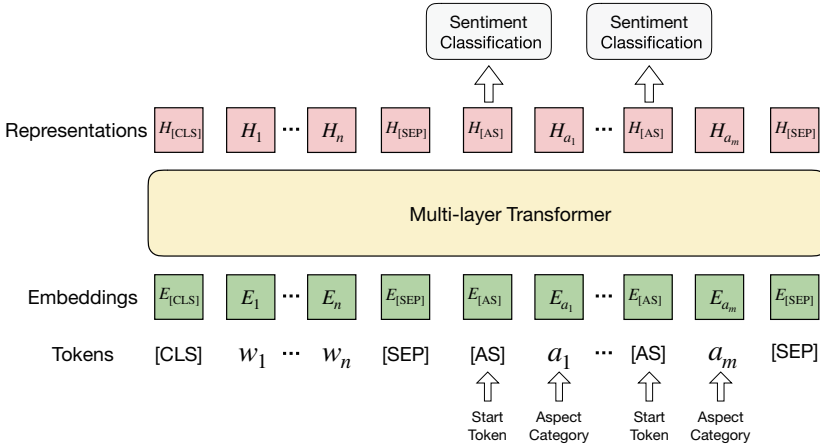 Sentiment Classification Sentiment Classification
Representations H[CLS] H1 ··· Hn H[SEP] H[AS] Ha1 ··· H[AS] Ham H[SEP]
Multi-layer Transformer
Embeddings E[CLS] E1 ··· En E[SEP] E[AS] Ea1 ··· E[AS] Eam E[SEP]
Tokens [CLS] w1 ··· wn [SEP] [AS] a1 ··· [AS] am [SEP]
Start Token Aspect Category Start Token Aspect Category